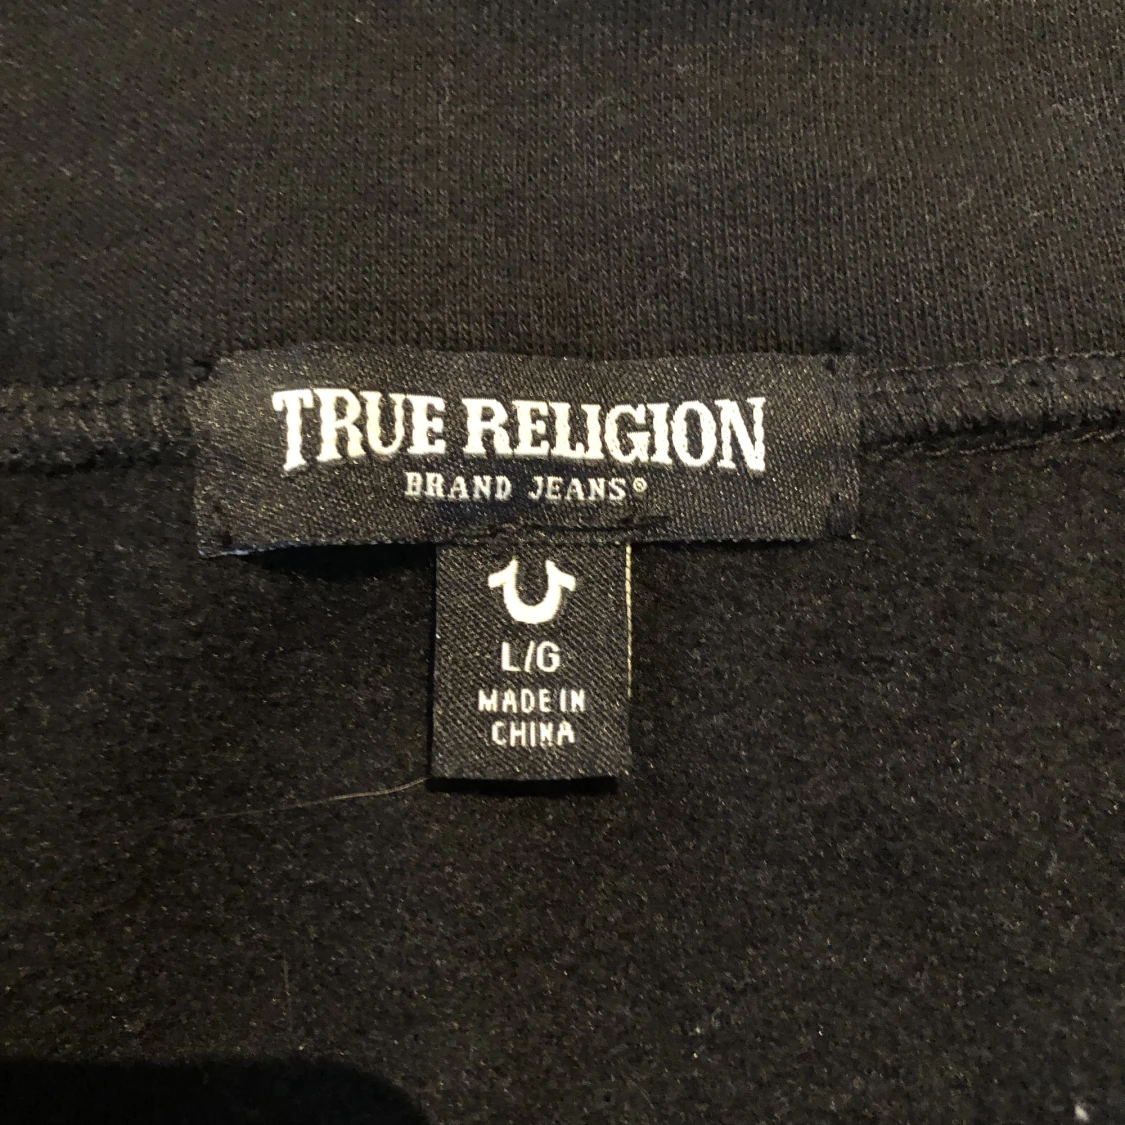 TRUE RELIGION
BRAND JEANS®
L/G
MADE IN
CHINA